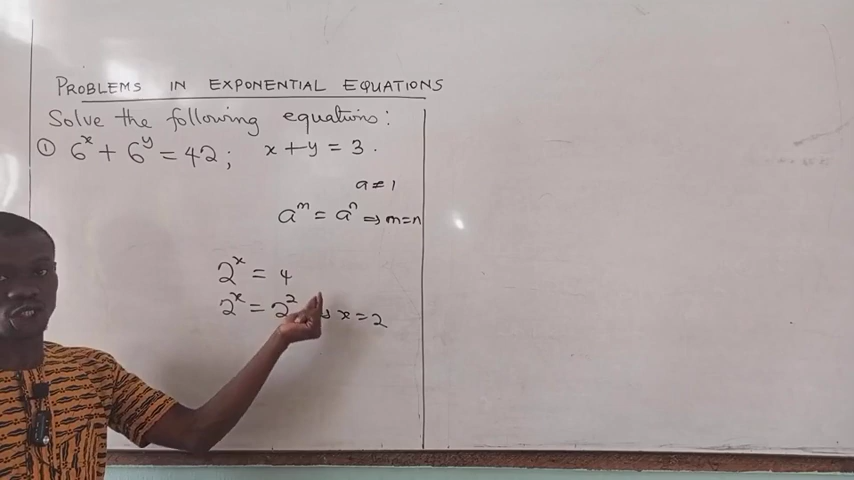 PROBLEMS IN EXPONENTIAL EQUATIONS
Solve the following equations:
① 6^x + 6^y = 42; x + y = 3.
a ≠ 1
a^m = a^n ⇒ m=n
2^x = 4
2^x = 2^2 ⇒ x = 2